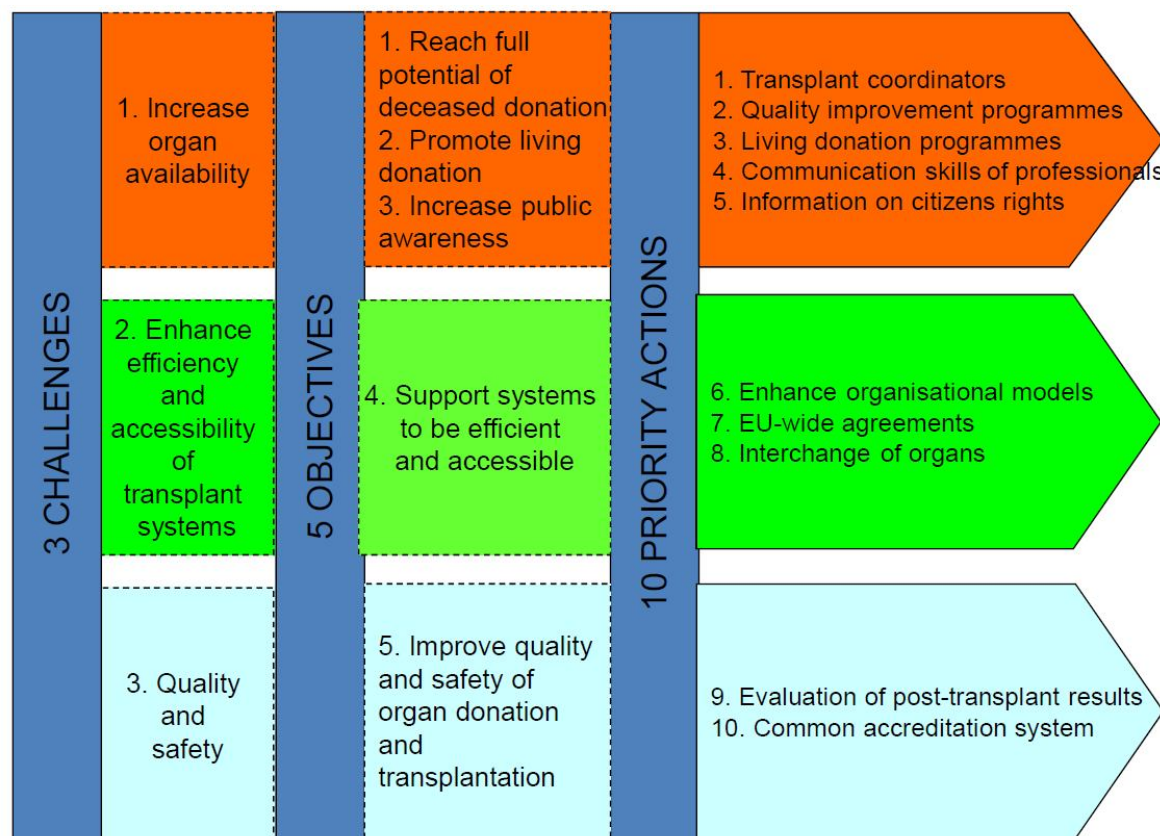 3 CHALLENGES
1. Increase
organ
availability
2. Enhance
efficiency
and
accessibility
of
transplant
systems
3. Quality
and
safety
5 OBJECTIVES
1. Reach full
potential of
deceased donation
2. Promote living
donation
3. Increase public
awareness
4. Support systems
to be efficient
and accessible
5. Improve quality
and safety of
organ donation
and
transplantation
10 PRIORITY ACTIONS
1. Transplant coordinators
2. Quality improvement programmes
3. Living donation programmes
4. Communication skills of professionals
5. Information on citizens rights
6. Enhance organisational models
7. EU-wide agreements
8. Interchange of organs
9. Evaluation of post-transplant results
10. Common accreditation system